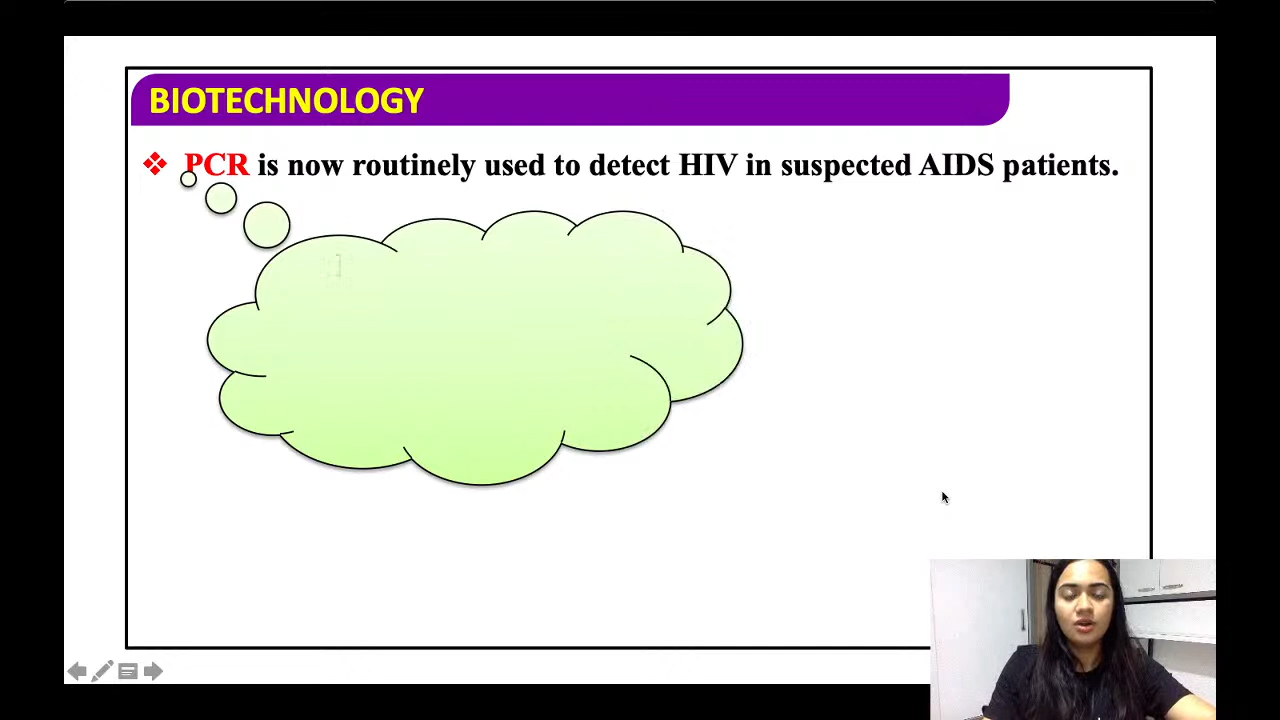 BIOTECHNOLOGY
PCR is now routinely used to detect HIV in suspected AIDS patients.